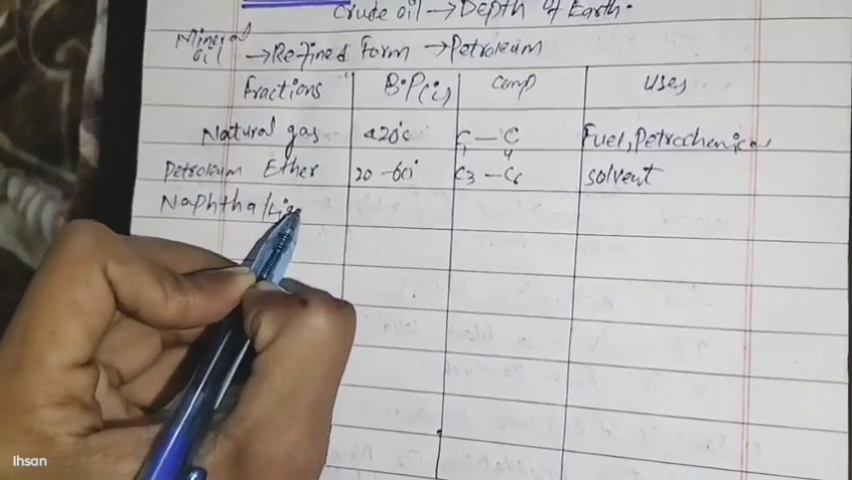 Crude oil → Depth of Earth.
Mineral oil → Refined Form → Petroleum
Fractions B.P(°c) Comp Uses
Natural gas <20°c C1 — C4 Fuel, Petrochemical
Petroleum Ether 20 - 60° C3 – C6 solvent
Naphtha/Lig
Ihsan